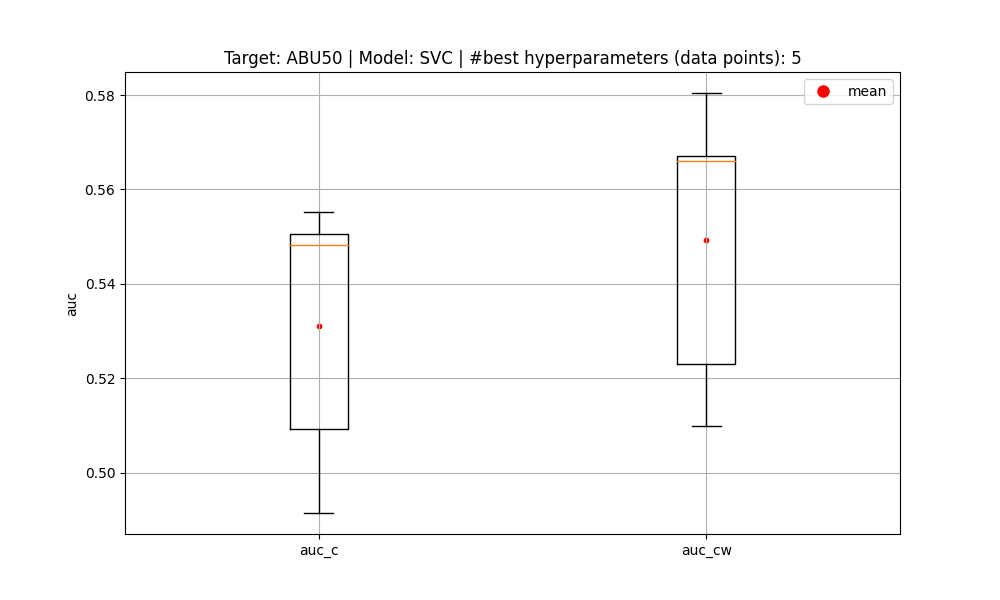 Target: ABU50 | Model: SVC | #best hyperparameters (data points): 5
mean
0.58
0.56
0.54
0.52
0.50
auc
auc_c
auc_cw